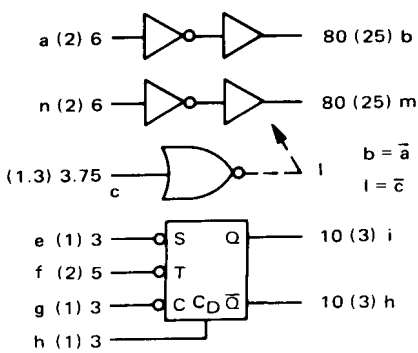 a (2) 6 80 (25) b
n (2) 6 80 (25) m
(1.3) 3.75 c l b = a̅
l = c̅
e (1) 3 S Q 10 (3) i
f (2) 5 T
g (1) 3 C C_D Q̅ 10 (3) h
h (1) 3